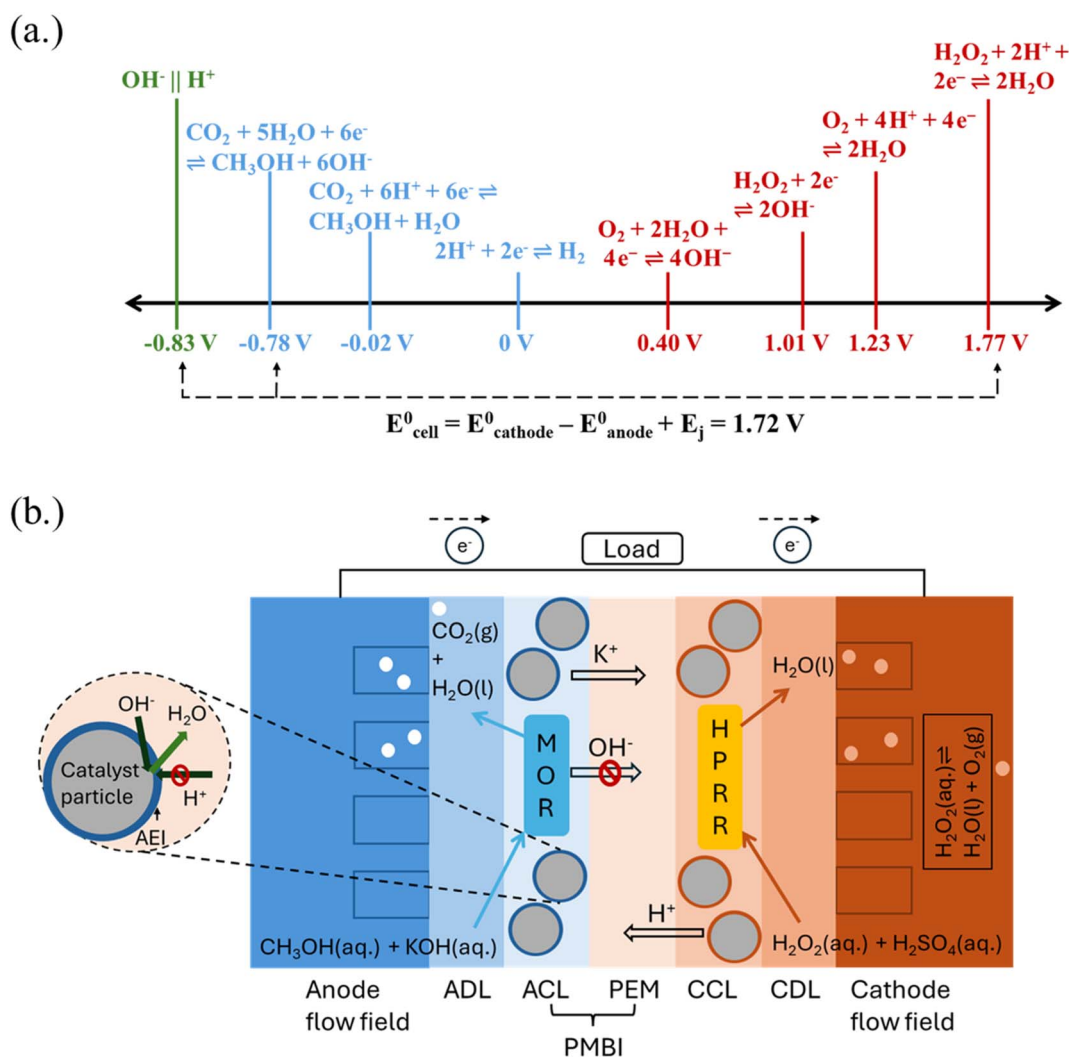 (a.)
OH⁻ || H⁺
CO₂ + 5H₂O + 6e⁻
⇌ CH₃OH + 6OH⁻
CO₂ + 6H⁺ + 6e⁻ ⇌
CH₃OH + H₂O
2H⁺ + 2e⁻ ⇌ H₂
O₂ + 2H₂O +
4e⁻ ⇌ 4OH⁻
H₂O₂ + 2e⁻
⇌ 2OH⁻
O₂ + 4H⁺ + 4e⁻
⇌ 2H₂O
H₂O₂ + 2H⁺ +
2e⁻ ⇌ 2H₂O
-0.83 V
-0.78 V
-0.02 V
0 V
0.40 V
1.01 V
1.23 V
1.77 V
E⁰cell = E⁰cathode – E⁰anode + Eⱼ = 1.72 V
(b.)
e⁻
Load
e⁻
CO₂(g)
+
H₂O(l)
K⁺
H₂O(l)
OH⁻
H₂O
Catalyst
particle
H⁺
AEI
M
O
R
OH⁻
H
P
R
R
H₂O₂(aq.)⇌
H₂O(l) + O₂(g)
H⁺
CH₃OH(aq.) + KOH(aq.)
H₂O₂(aq.) + H₂SO₄(aq.)
Anode
flow field
ADL
ACL
PEM
CCL
CDL
Cathode
flow field
PMBI